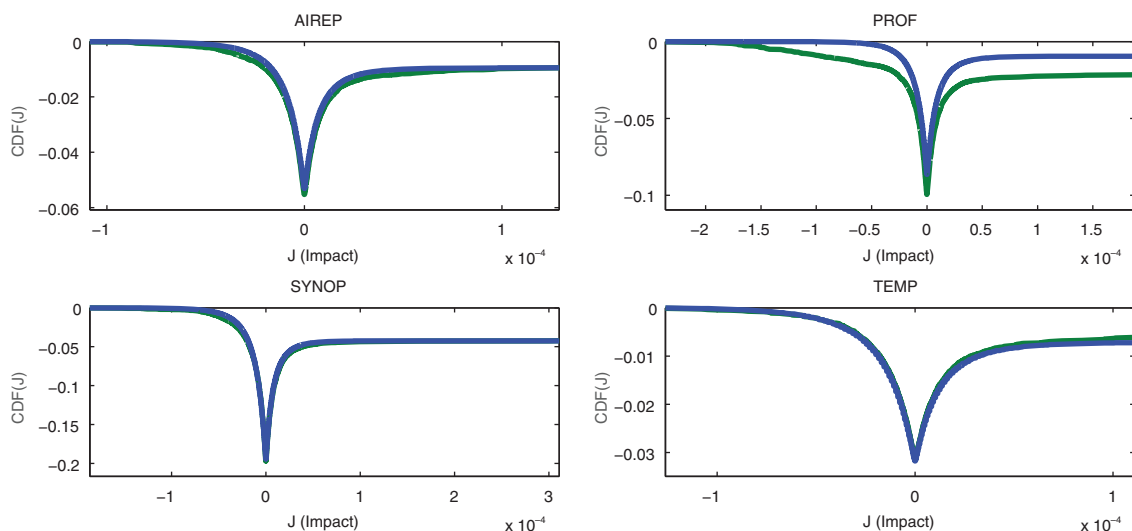 AIREP
0
−0.02
−0.04
−0.06
CDF(J)
−1
0
1
J (Impact)
x 10⁻⁴
PROF
0
−0.05
−0.1
CDF(J)
−2
−1.5
−1
−0.5
0
0.5
1
1.5
J (Impact)
x 10⁻⁴
SYNOP
0
−0.05
−0.1
−0.15
−0.2
CDF(J)
−1
0
1
2
3
J (Impact)
x 10⁻⁴
TEMP
0
−0.01
−0.02
−0.03
CDF(J)
−1
0
1
J (Impact)
x 10⁻⁴